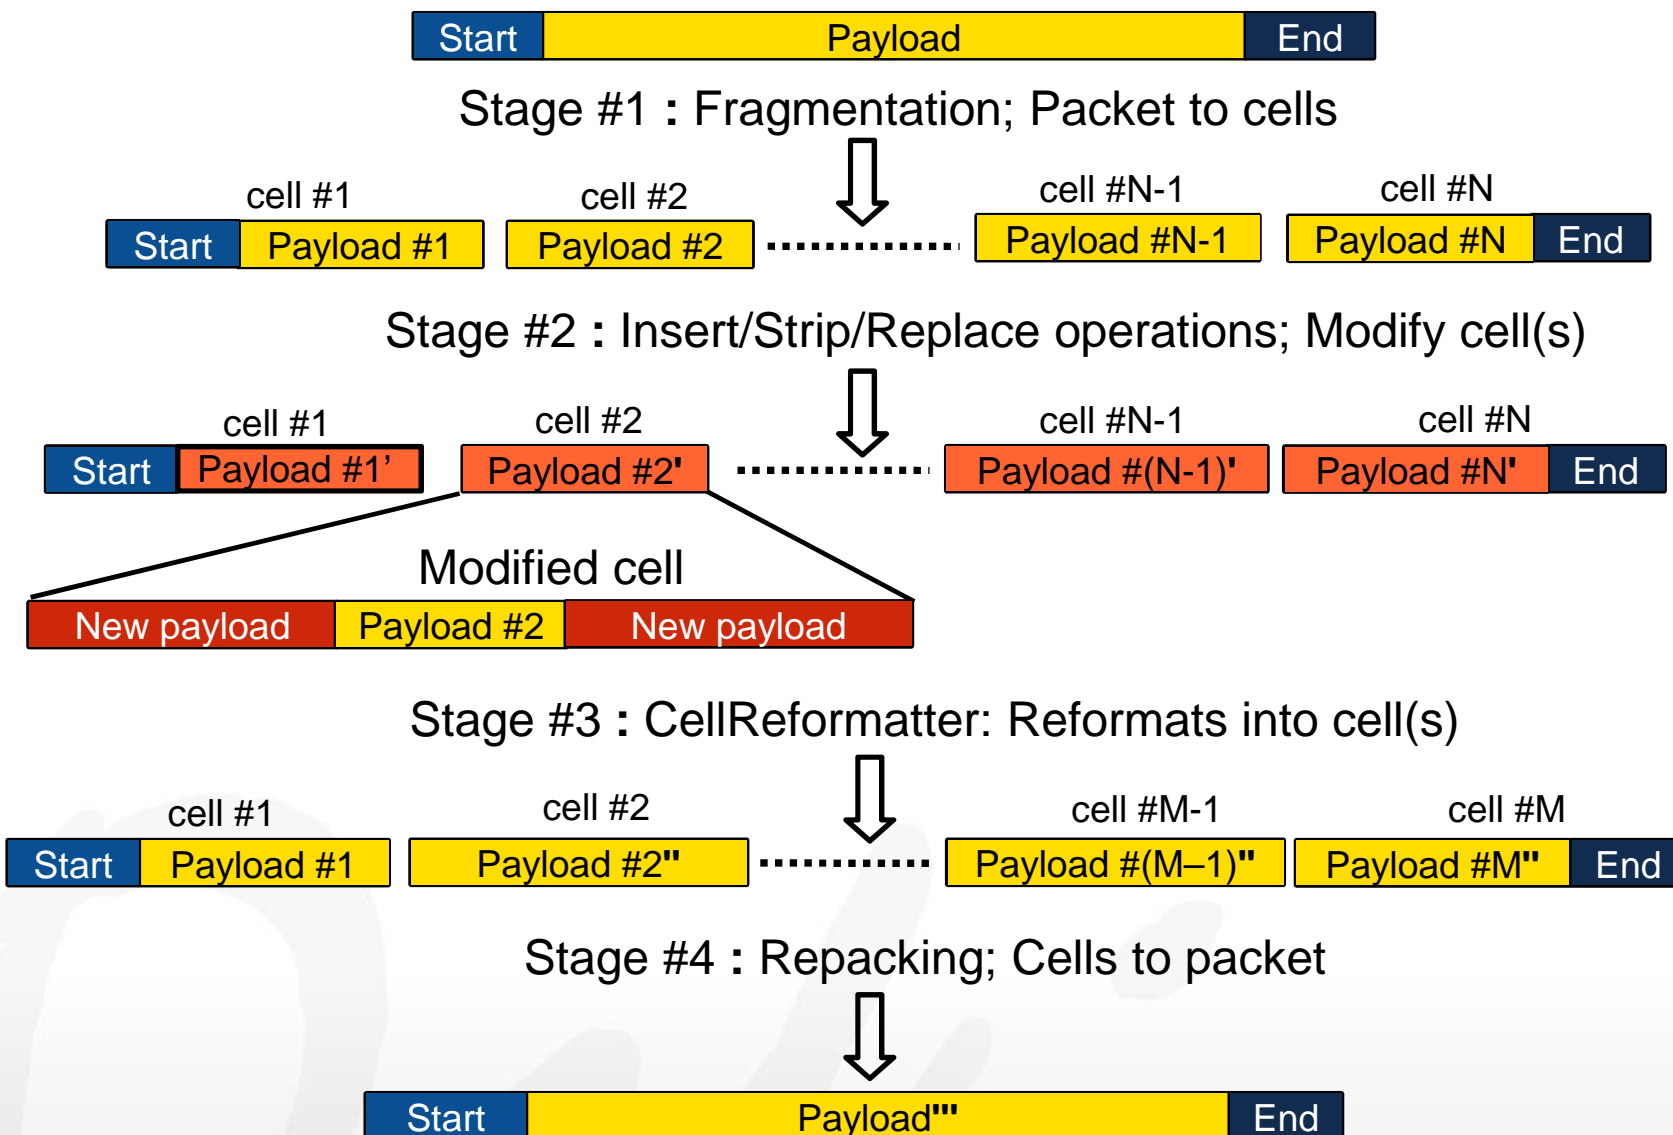 Start Payload End
Stage #1 : Fragmentation; Packet to cells
cell #1 cell #2 cell #N-1 cell #N
Start Payload #1 Payload #2 Payload #N-1 Payload #N End
Stage #2 : Insert/Strip/Replace operations; Modify cell(s)
cell #1 cell #2 cell #N-1 cell #N
Start Payload #1’ Payload #2' Payload #(N-1)' Payload #N' End
Modified cell
New payload Payload #2 New payload
Stage #3 : CellReformatter: Reformats into cell(s)
cell #1 cell #2 cell #M-1 cell #M
Start Payload #1 Payload #2" Payload #(M–1)" Payload #M" End
Stage #4 : Repacking; Cells to packet
Start Payload''' End